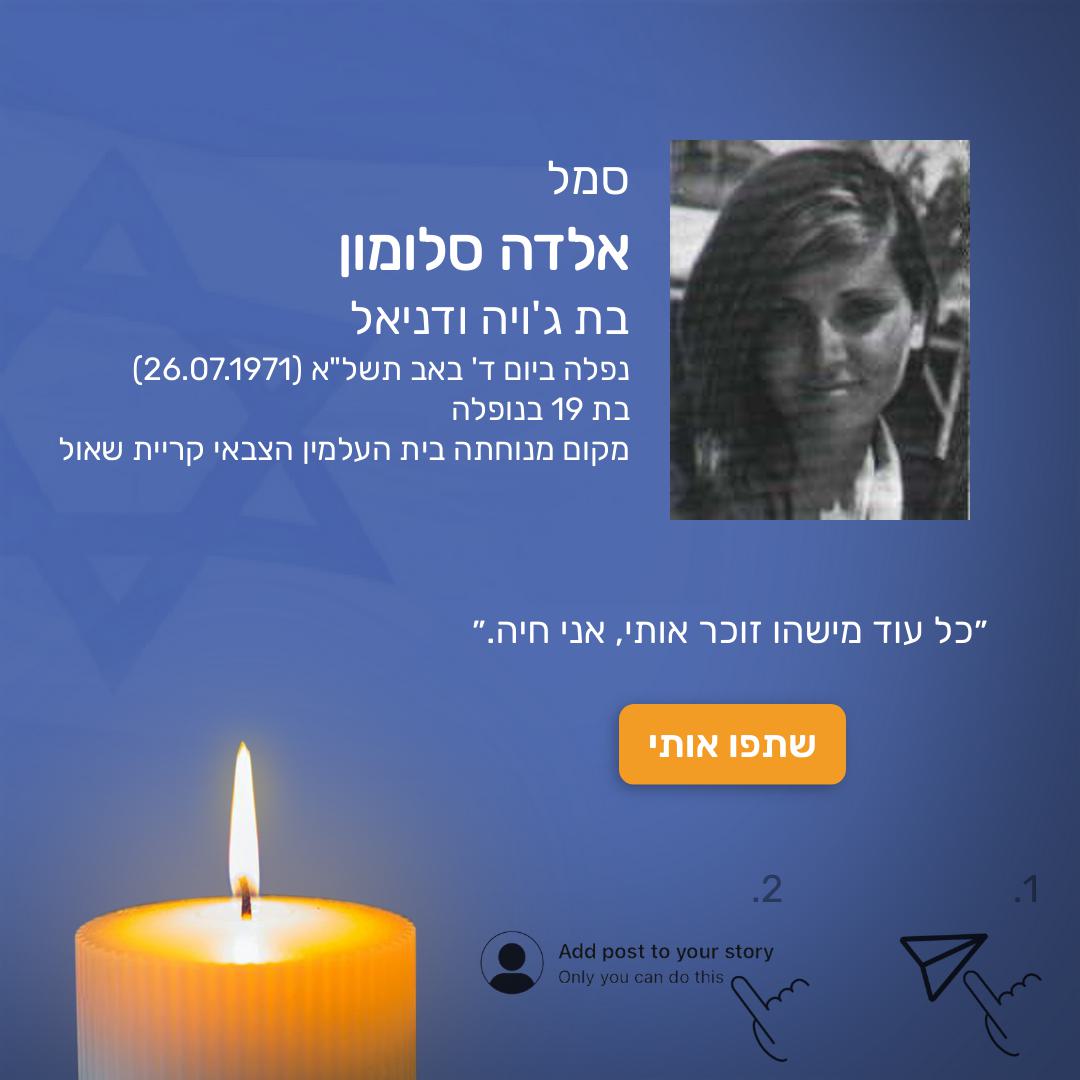 סמל
אלדה סלומון
בת ג'ויה ודניאל
נפלה ביום ד' באב תשל"א (26.07.1971)
בת 19 בנופלה
מקום מנוחתה בית העלמין הצבאי קריית שאול
״כל עוד מישהו זוכר אותי, אני חיה.״
שתפו אותי
.1
.2
Add post to your story
Only you can do this